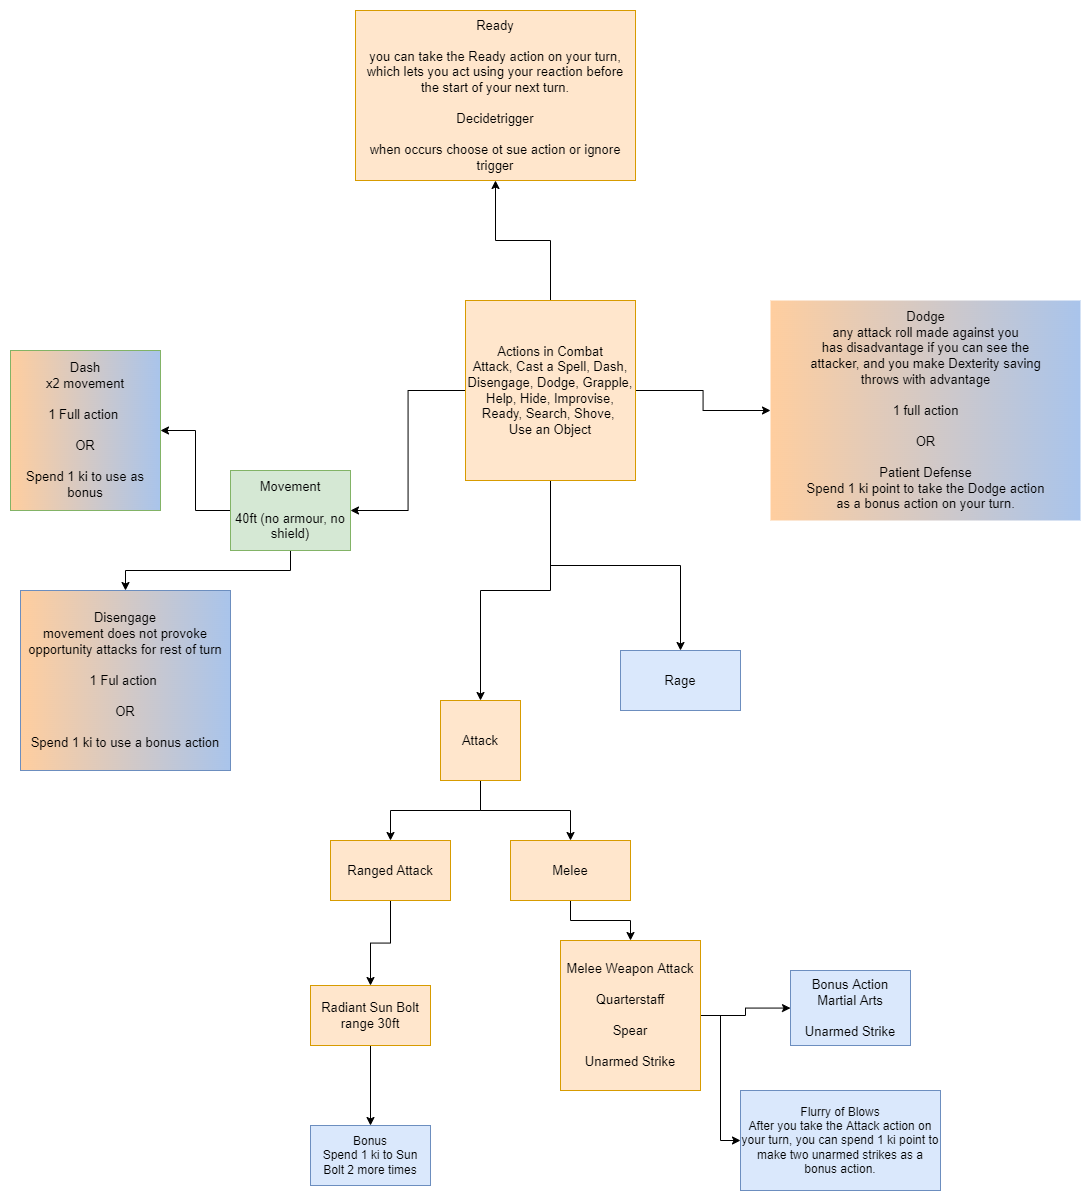 Ready
you can take the Ready action on your turn,
which lets you act using your reaction before
the start of your next turn.
Decidetrigger
when occurs choose ot sue action or ignore
trigger
Actions in Combat
Attack, Cast a Spell, Dash,
Disengage, Dodge, Grapple,
Help, Hide, Improvise,
Ready, Search, Shove,
Use an Object
Dodge
any attack roll made against you
has disadvantage if you can see the
attacker, and you make Dexterity saving
throws with advantage
1 full action
OR
Patient Defense
Spend 1 ki point to take the Dodge action
as a bonus action on your turn.
Dash
x2 movement
1 Full action
OR
Spend 1 ki to use as
bonus
Movement
40ft (no armour, no
shield)
Disengage
movement does not provoke
opportunity attacks for rest of turn
1 Ful action
OR
Spend 1 ki to use a bonus action
Rage
Attack
Ranged Attack
Melee
Radiant Sun Bolt
range 30ft
Melee Weapon Attack
Quarterstaff
Spear
Unarmed Strike
Bonus Action
Martial Arts
Unarmed Strike
Flurry of Blows
After you take the Attack action on
your turn, you can spend 1 ki point to
make two unarmed strikes as a
bonus action.
Bonus
Spend 1 ki to Sun
Bolt 2 more times